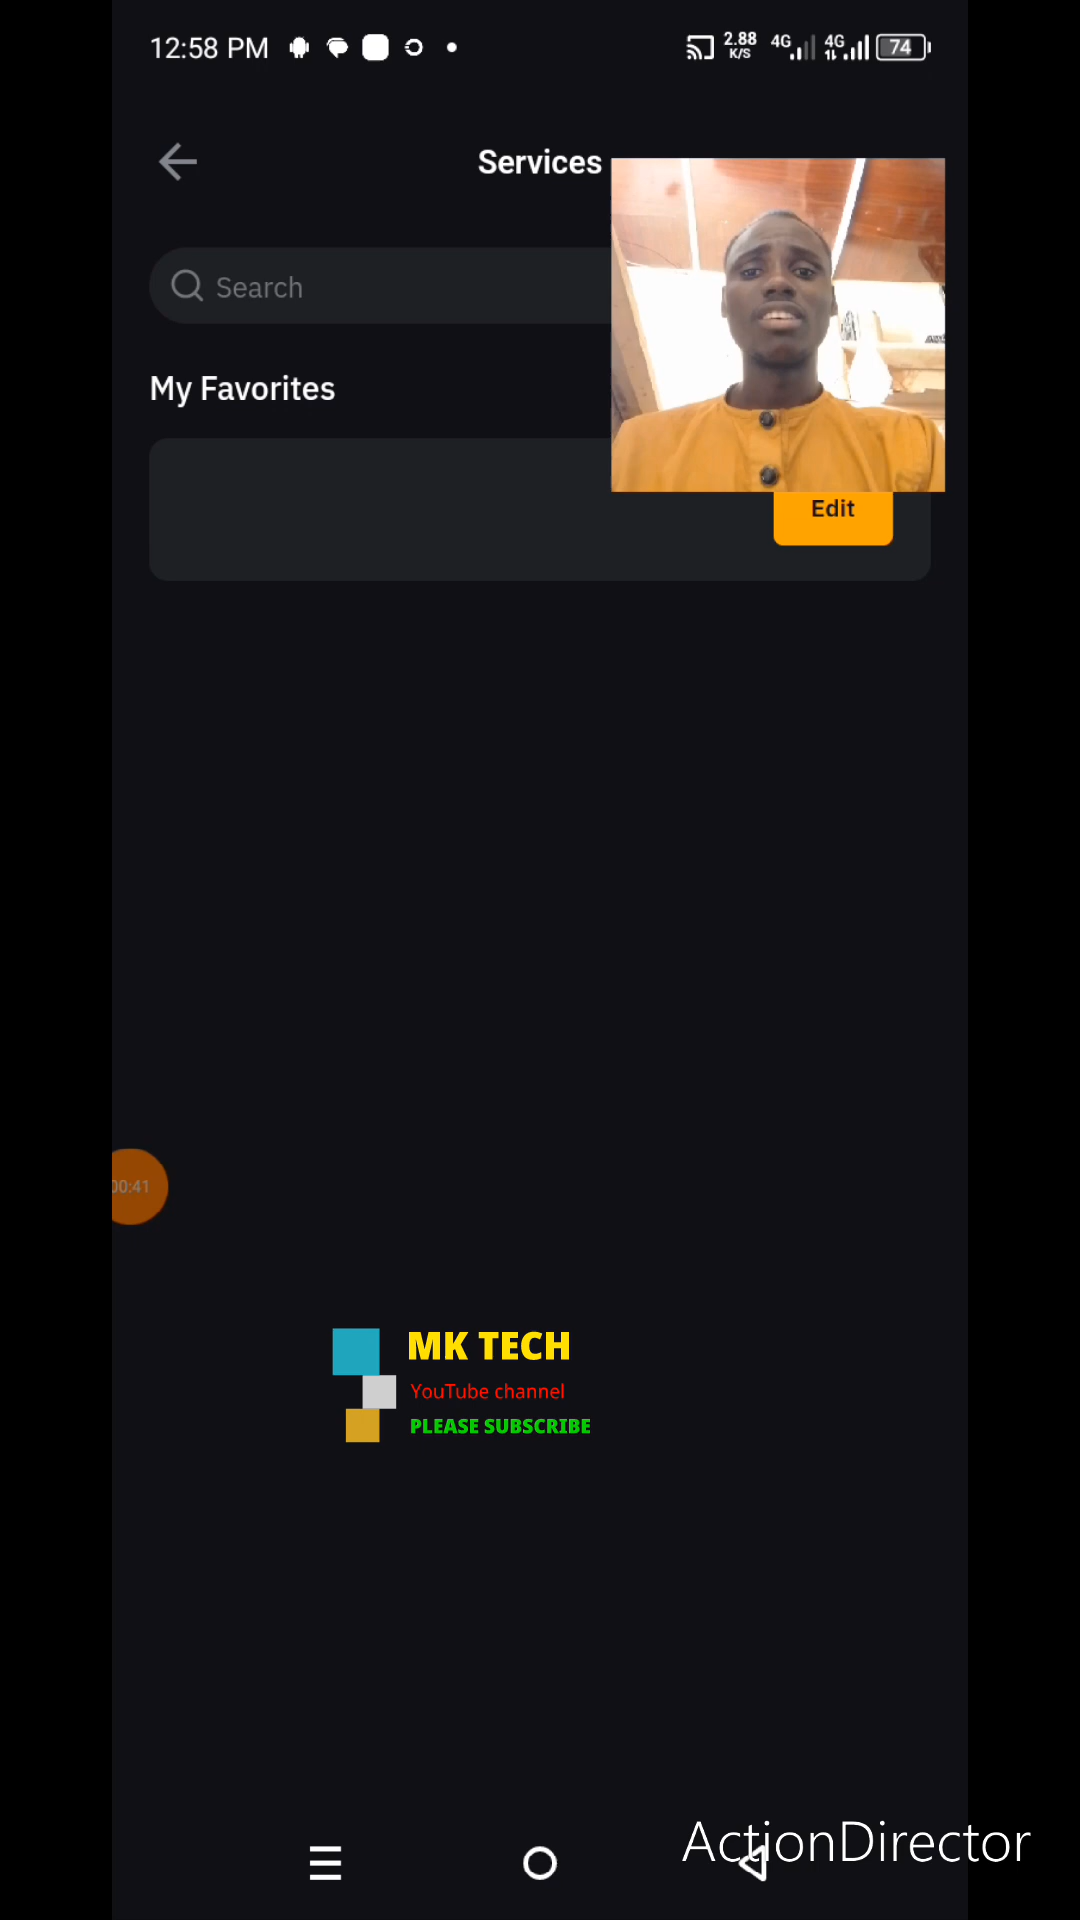 12:58 PM
2.88
K/S
4G
4G
74
Services
Search
My Favorites
Edit
00:41
MK TECH
YouTube channel
PLEASE SUBSCRIBE
ActionDirector